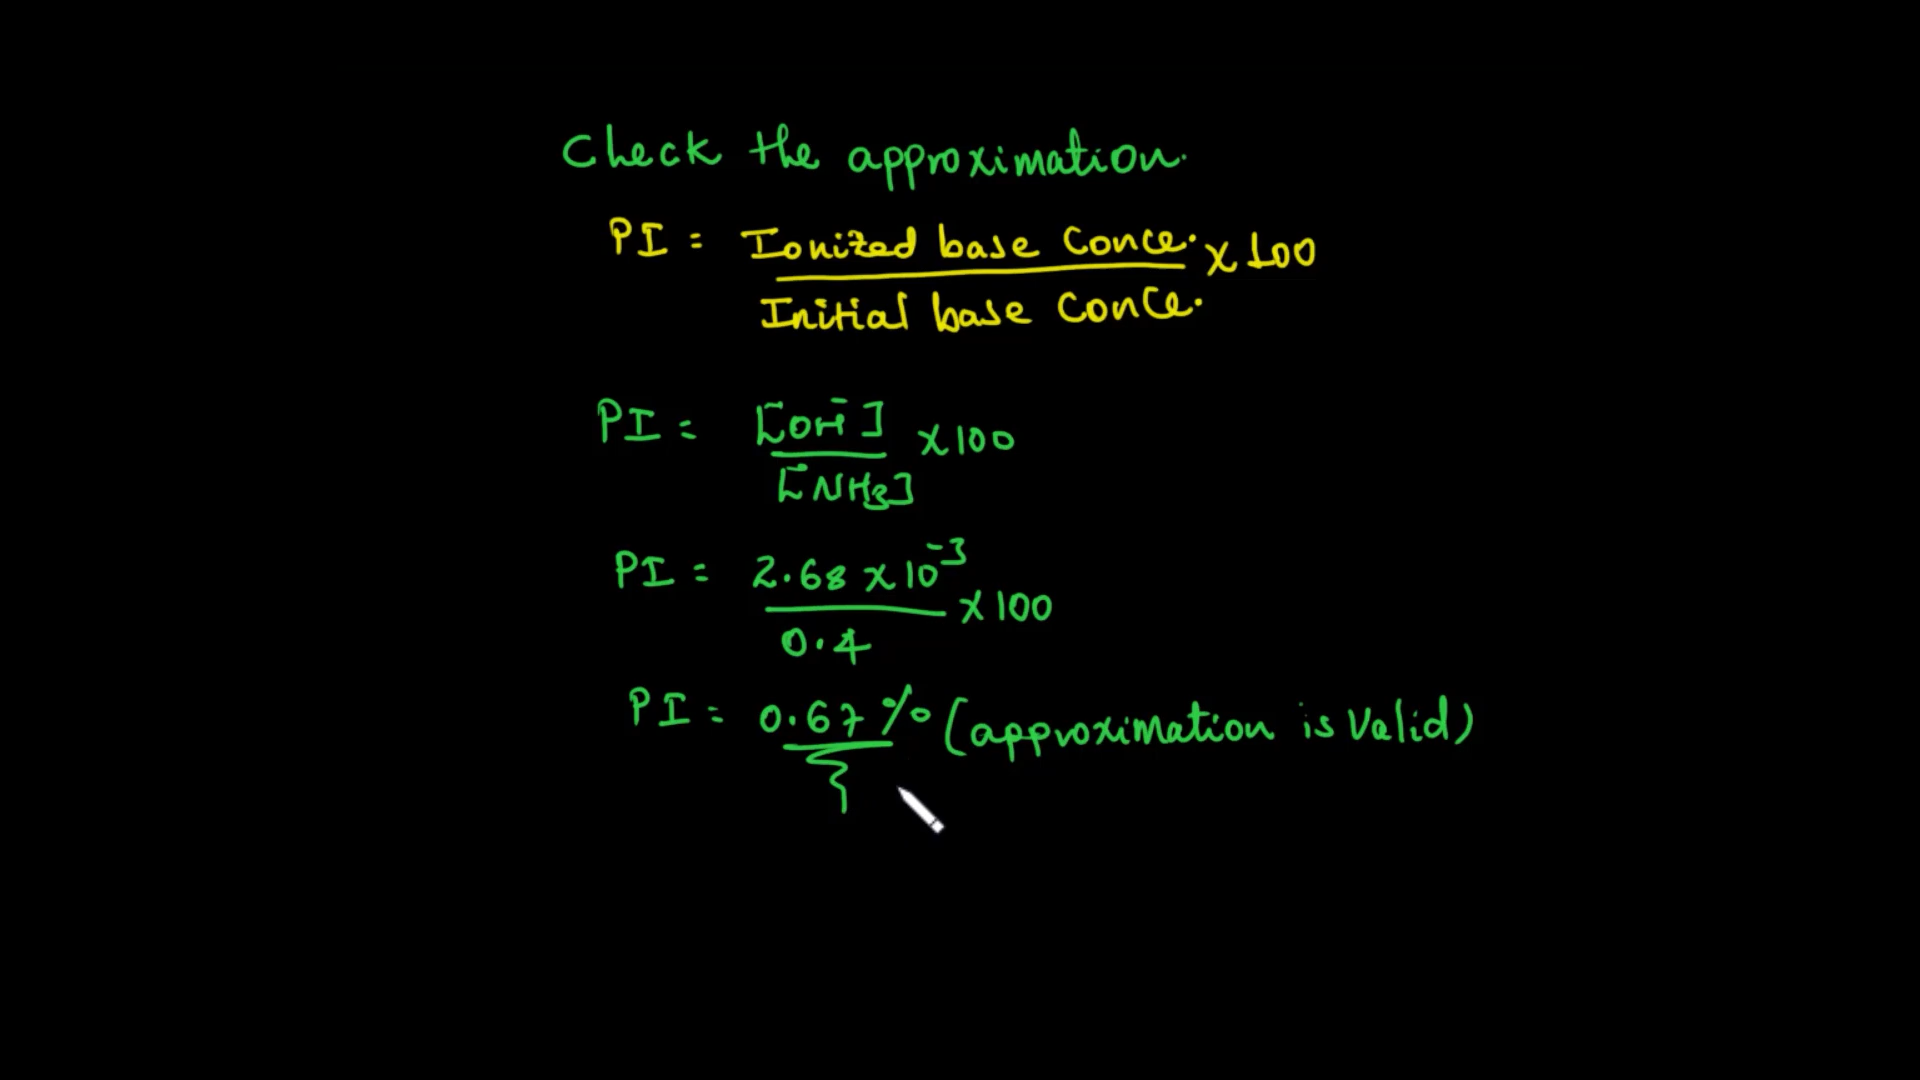 Check the approximation.
PI = Ionized base Conce. x 100
Initial base Conce.
PI = [OH⁻] x 100
[NH₃]
PI = 2.68 x 10⁻³ x 100
0.4
PI = 0.67 % (approximation is valid)